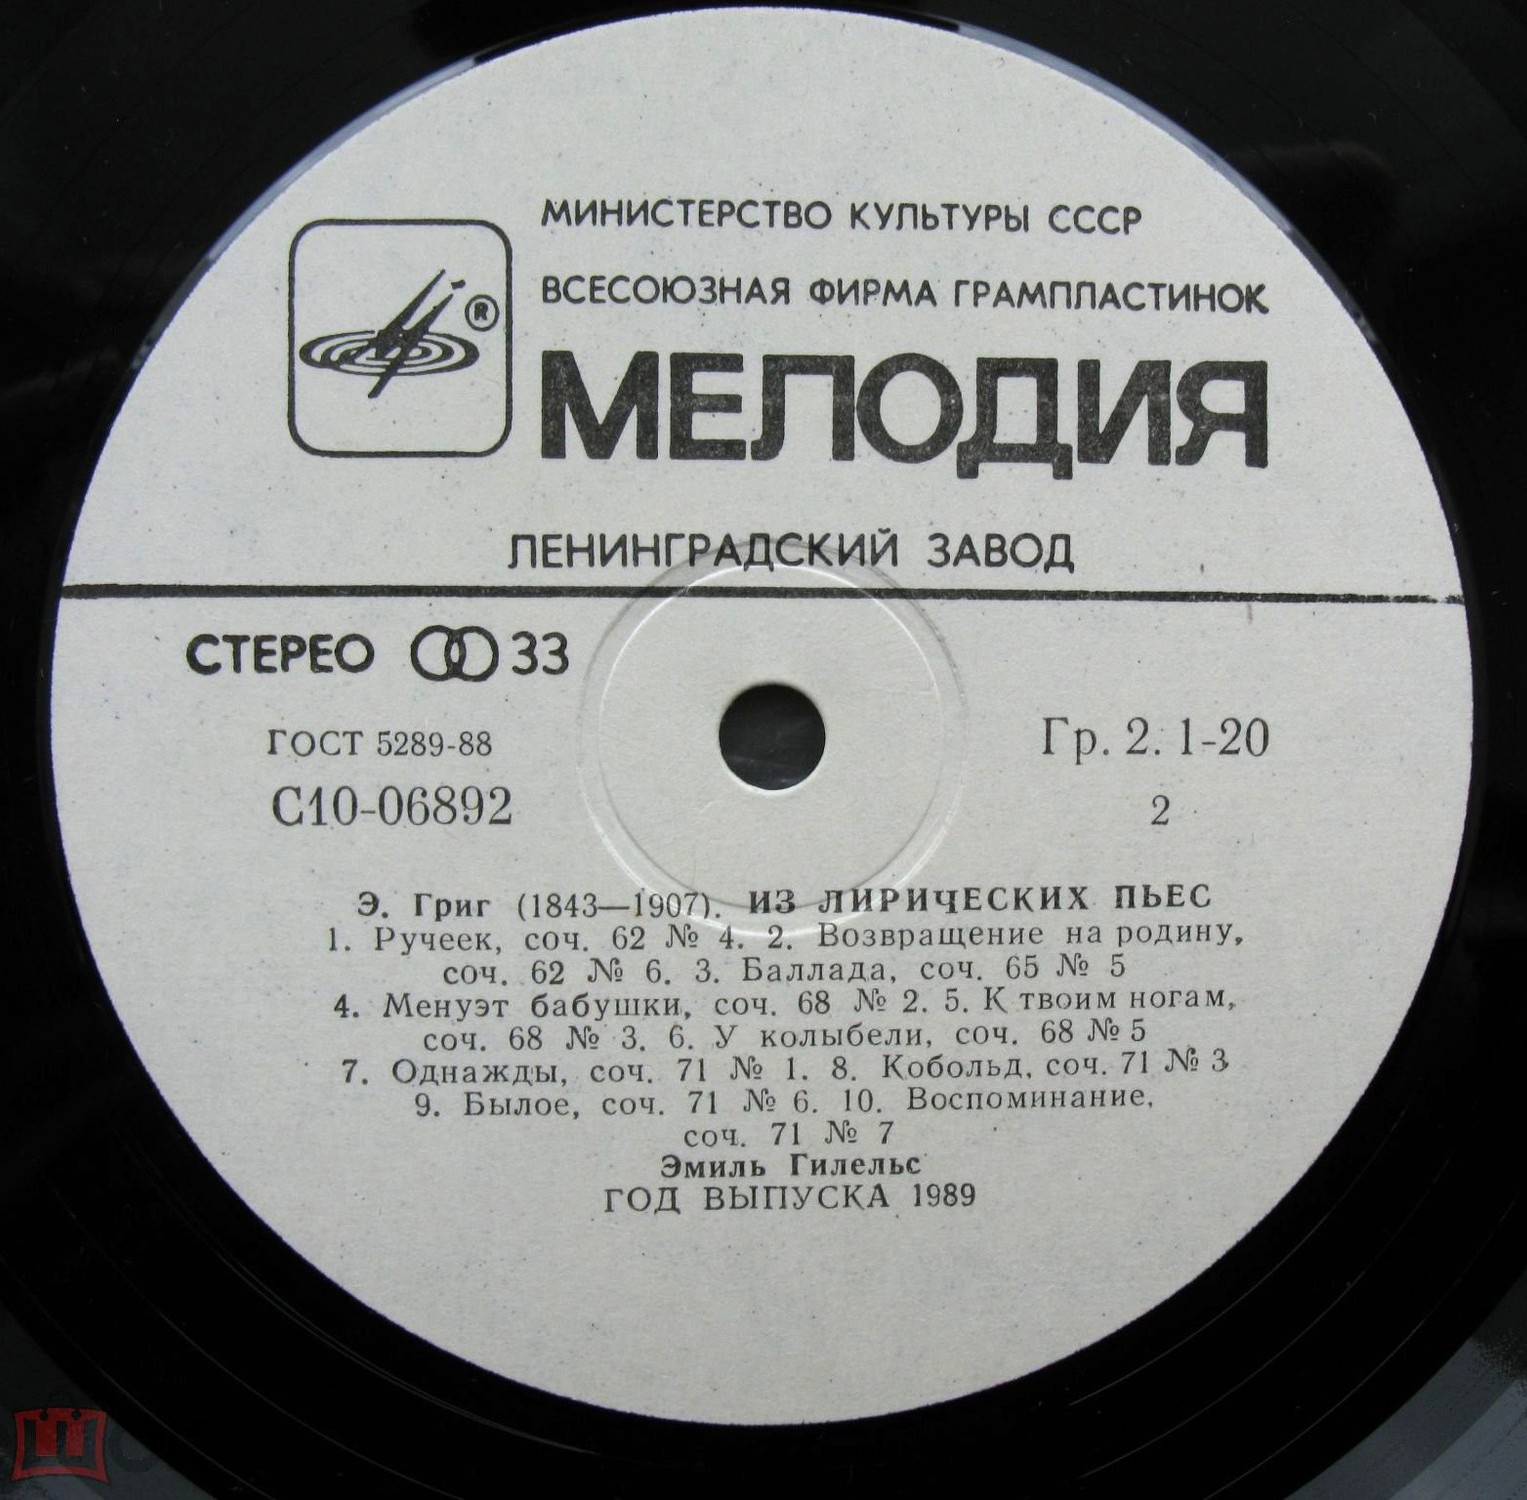 МИНИСТЕРСТВО КУЛЬТУРЫ СССР
ВСЕСОЮЗНАЯ ФИРМА ГРАМПЛАСТИНОК
®
МЕЛОДИЯ
ЛЕНИНГРАДСКИЙ ЗАВОД
СТЕРЕО 33
ГОСТ 5289-88
Гр. 2. 1-20
С10-06892
2
Э. Григ (1843—1907). ИЗ ЛИРИЧЕСКИХ ПЬЕС
1. Ручеек, соч. 62 № 4. 2. Возвращение на родину,
соч. 62 № 6. 3. Баллада, соч. 65 № 5
4. Менуэт бабушки, соч. 68 № 2. 5. К твоим ногам,
соч. 68 № 3. 6. У колыбели, соч. 68 № 5
7. Однажды, соч. 71 № 1. 8. Кобольд, соч. 71 № 3
9. Былое, соч. 71 № 6. 10. Воспоминание,
соч. 71 № 7
Эмиль Гилельс
ГОД ВЫПУСКА 1989